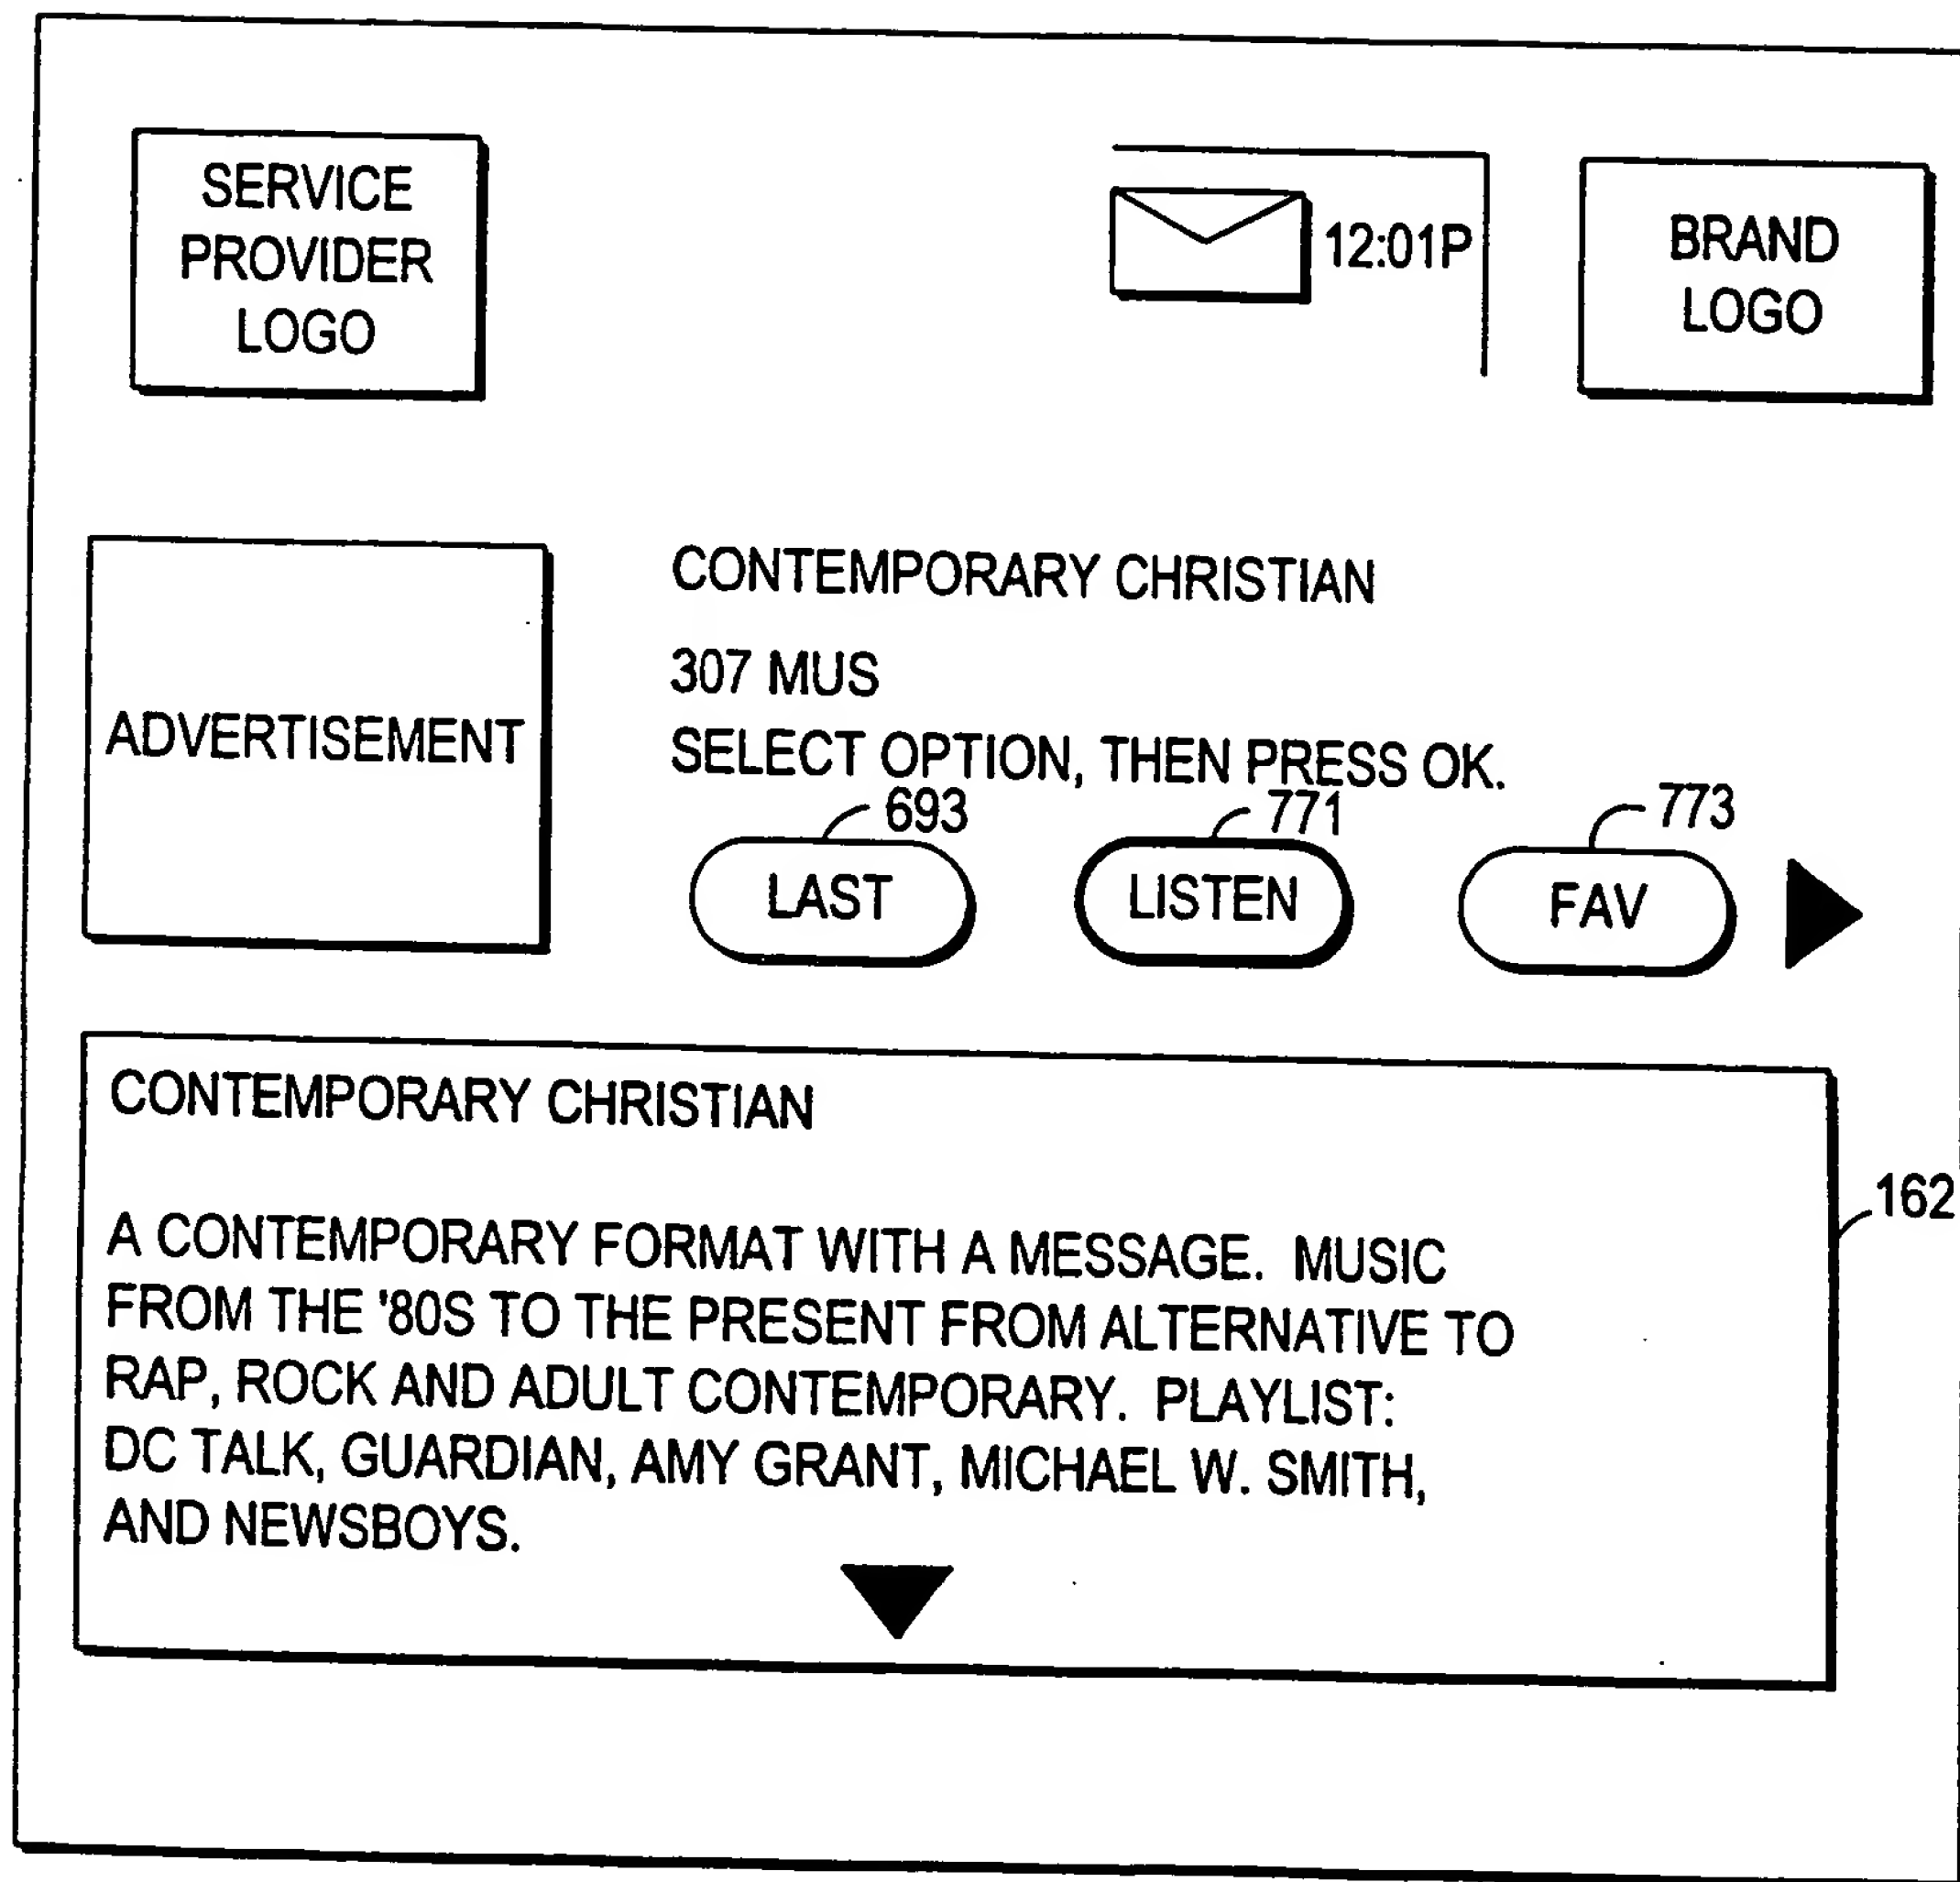 SERVICE
PROVIDER
LOGO
12:01P
BRAND
LOGO
ADVERTISEMENT
CONTEMPORARY CHRISTIAN
307 MUS
SELECT OPTION, THEN PRESS OK.
693
771
773
LAST
LISTEN
FAV
CONTEMPORARY CHRISTIAN
162
A CONTEMPORARY FORMAT WITH A MESSAGE.  MUSIC
FROM THE '80S TO THE PRESENT FROM ALTERNATIVE TO
RAP, ROCK AND ADULT CONTEMPORARY.  PLAYLIST:
DC TALK, GUARDIAN, AMY GRANT, MICHAEL W. SMITH,
AND NEWSBOYS.